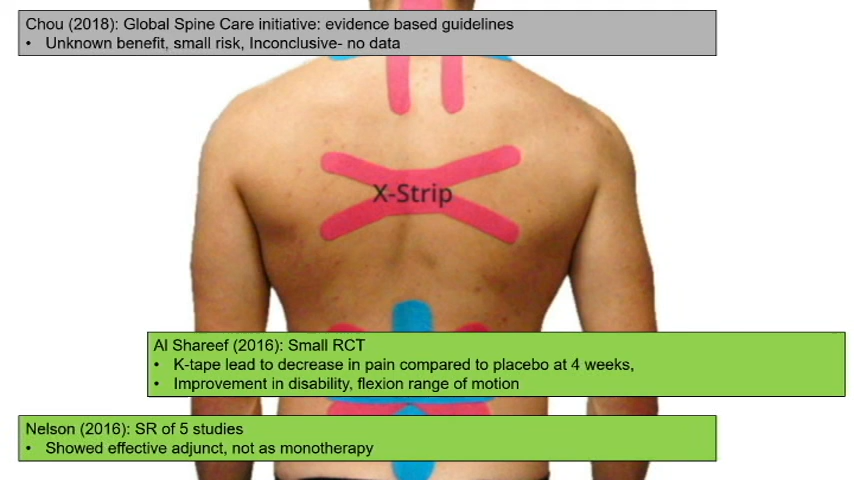 Chou (2018): Global Spine Care initiative: evidence based guidelines
• Unknown benefit, small risk, Inconclusive- no data
X-Strip
Al Shareef (2016): Small RCT
• K-tape lead to decrease in pain compared to placebo at 4 weeks,
• Improvement in disability, flexion range of motion
Nelson (2016): SR of 5 studies
• Showed effective adjunct, not as monotherapy